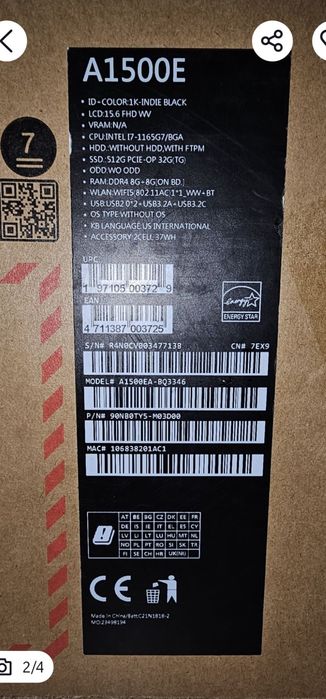 A1500E
• ID-COLOR:1K-INDIE BLACK
• LCD:15.6 FHD WV
• VRAM:N/A
• CPU:INTEL I7-1165G7/BGA
• HDD:WITHOUT HDD,WITH FTPM
• SSD:512G PCIE-OP 32G(TG)
• ODD:WO ODD
• RAM:DDR4 8G+8G(ON BD.)
• WLAN:WIFI5(802.11AC)1*1_WW+BT
• USB:USB2.0*2+USB3.2A+USB3.2C
• OS TYPE:WITHOUT OS
• KB LANGUAGE:US INTERNATIONAL
• ACCESSORY:2CELL 37WH
7
UPC
1 97105 00372 9
EAN
4 711387 003725
energy
ENERGY STAR
S/N# R4N0CV003477138 CN# 7EX9
MODEL# A1500EA-BQ3346
P/N# 90NB0TY5-M03D00
MAC# 106838201AC1
AT BE BG CZ DK EE FR
DE IS IE IT EL ES CY
LV LI LT LU HU MT NL
NO PL PT RO SI SK TR
FI SE CH HR UK(NI)
CE
Made in China/Batt:C21N1818-2
MO:23498194
2/4